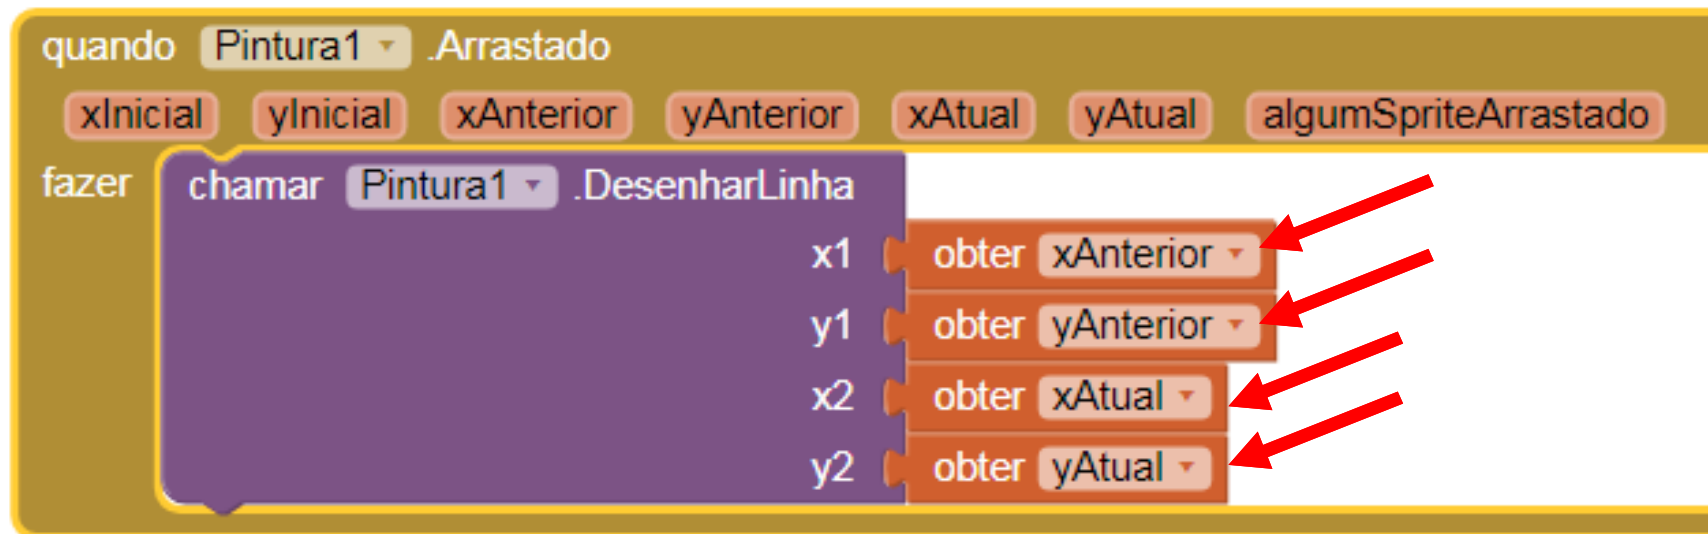 quando Pintura1 .Arrastado
xInicial yInicial xAnterior yAnterior xAtual yAtual algumSpriteArrastado
fazer chamar Pintura1 .DesenharLinha
x1 obter xAnterior
y1 obter yAnterior
x2 obter xAtual
y2 obter yAtual